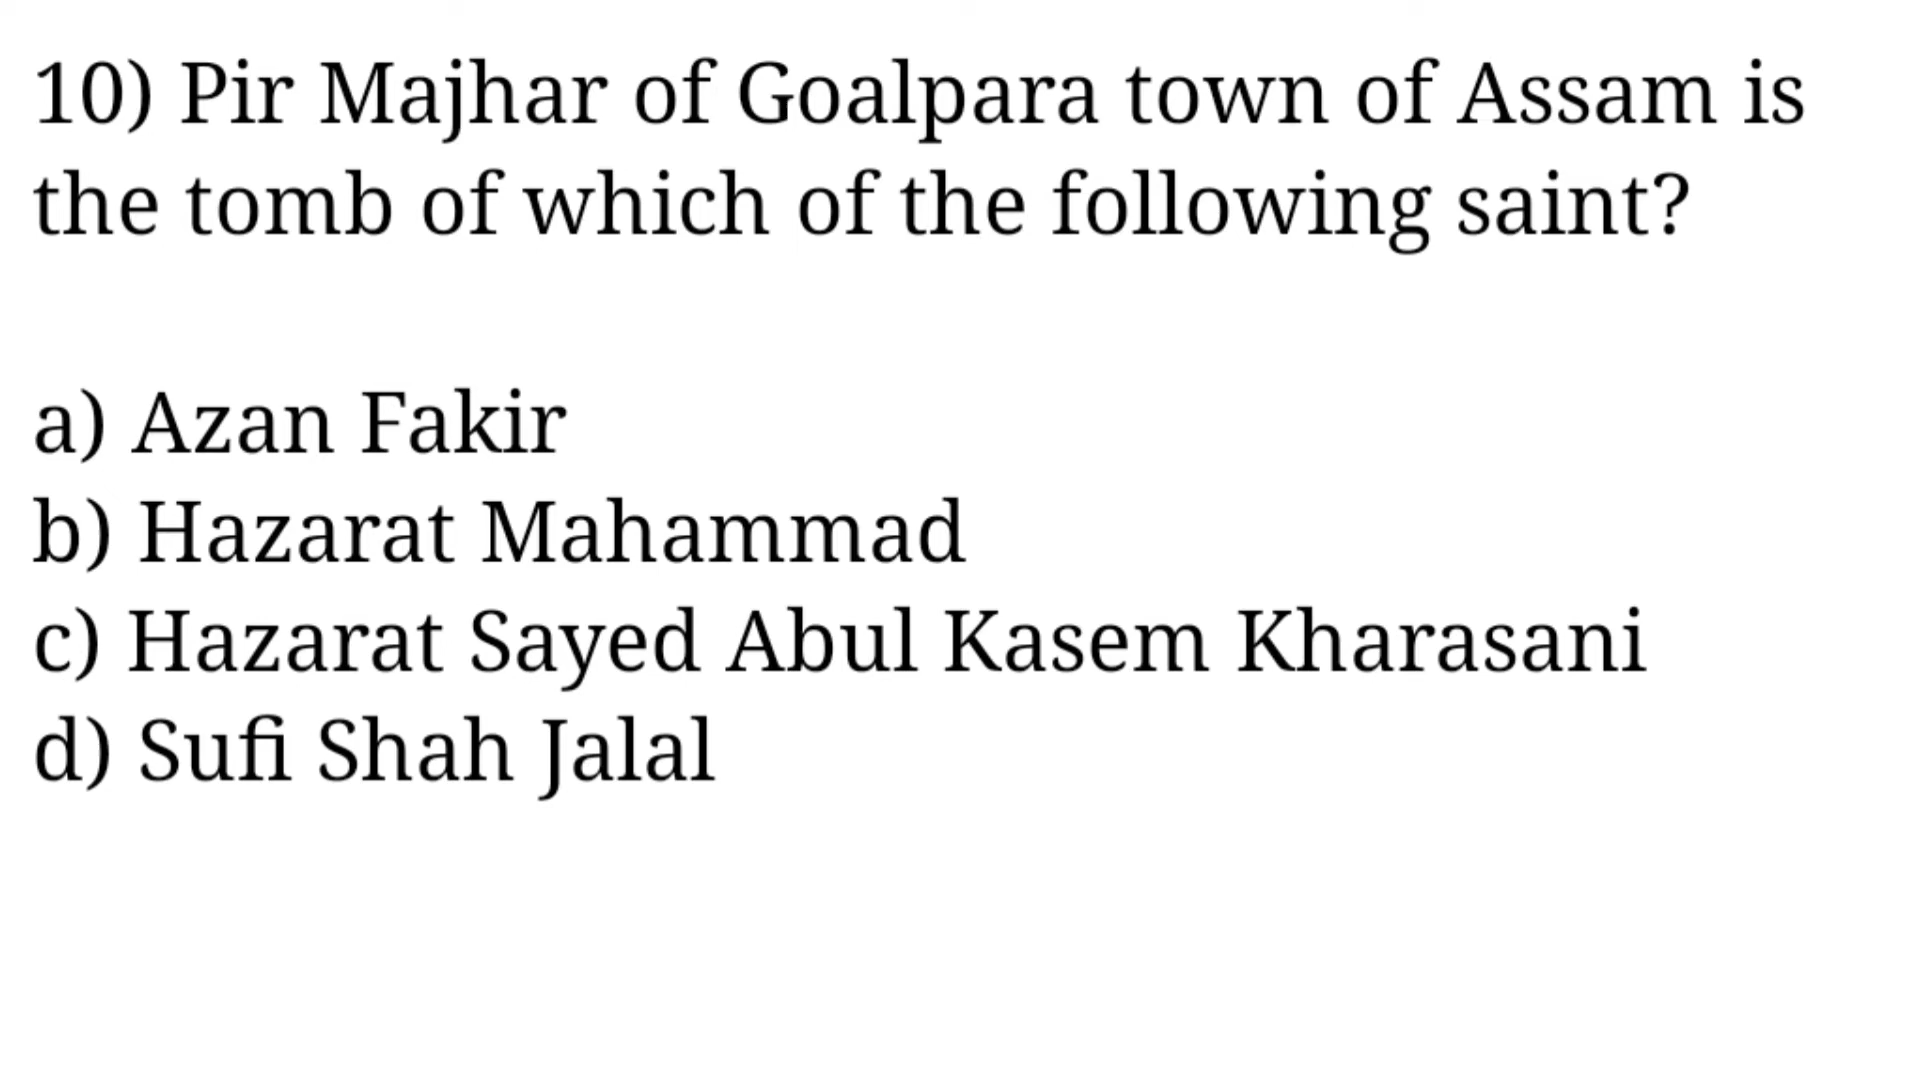 10) Pir Majhar of Goalpara town of Assam is
the tomb of which of the following saint?
a) Azan Fakir
b) Hazarat Mahammad
c) Hazarat Sayed Abul Kasem Kharasani
d) Sufi Shah Jalal